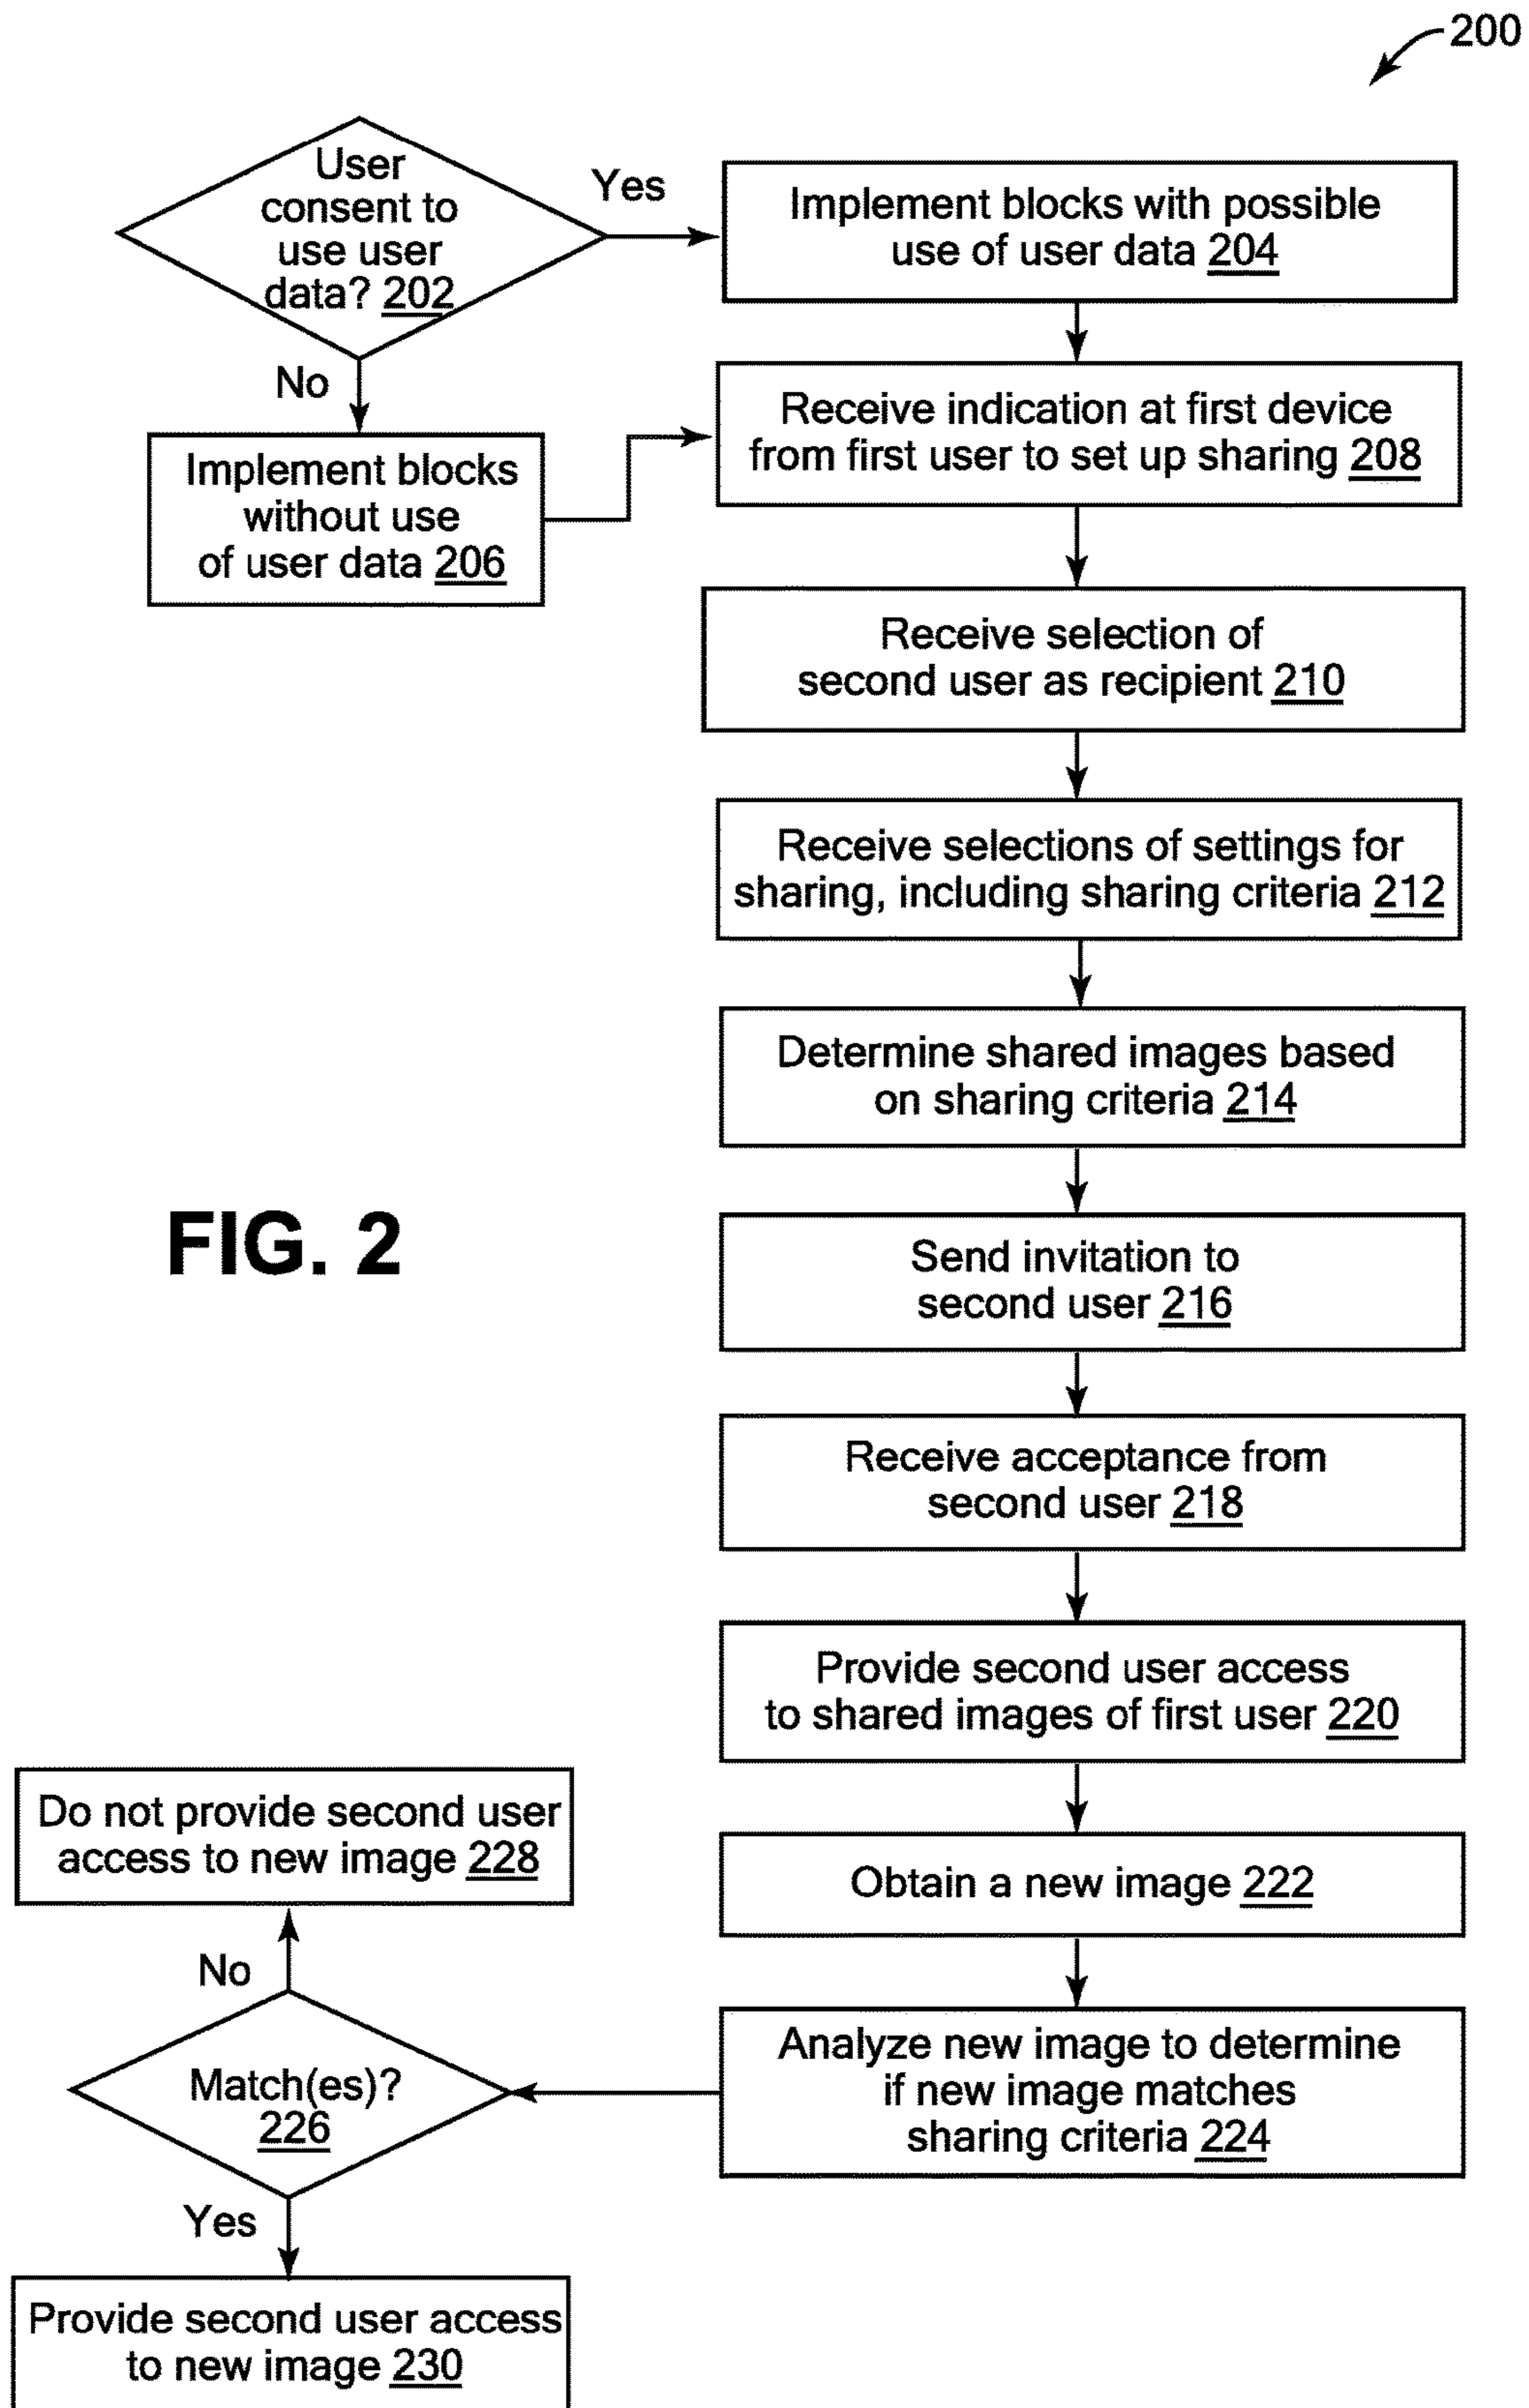 200
User
consent to
use user
data? 202
Yes
Implement blocks with possible
use of user data 204
No
Implement blocks
without use
of user data 206
Receive indication at first device
from first user to set up sharing 208
Receive selection of
second user as recipient 210
Receive selections of settings for
sharing, including sharing criteria 212
Determine shared images based
on sharing criteria 214
FIG. 2
Send invitation to
second user 216
Receive acceptance from
second user 218
Provide second user access
to shared images of first user 220
Obtain a new image 222
Analyze new image to determine
if new image matches
sharing criteria 224
Match(es)?
226
No
Do not provide second user
access to new image 228
Yes
Provide second user access
to new image 230